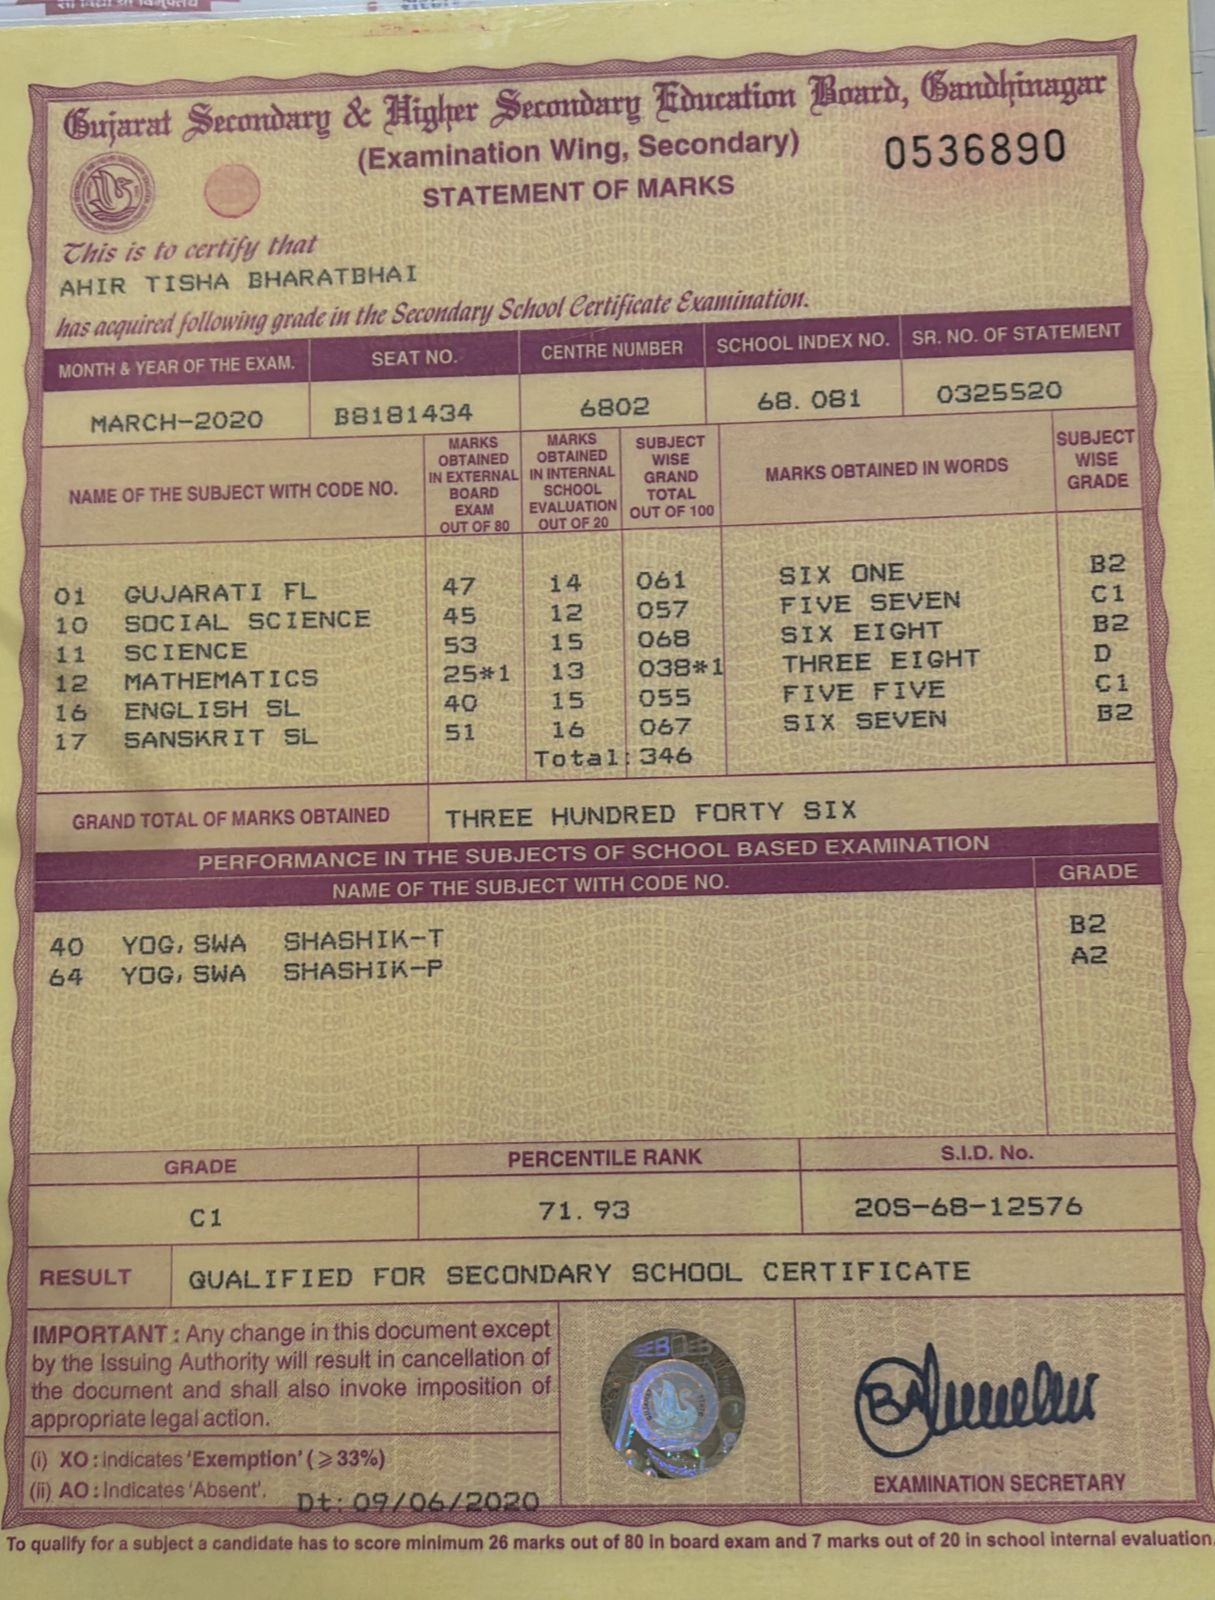 Gujarat Secondary & Higher Secondary Education Board, Gandhinagar
(Examination Wing, Secondary)
0536890
STATEMENT OF MARKS
This is to certify that
AHIR TISHA BHARATBHAI
has acquired following grade in the Secondary School Certificate Examination.
MONTH & YEAR OF THE EXAM. SEAT NO. CENTRE NUMBER SCHOOL INDEX NO. SR. NO. OF STATEMENT
MARCH-2020 B8181434 6802 68. 081 0325520
NAME OF THE SUBJECT WITH CODE NO. MARKS OBTAINED IN EXTERNAL BOARD EXAM OUT OF 80 MARKS OBTAINED IN INTERNAL SCHOOL EVALUATION OUT OF 20 SUBJECT WISE GRAND TOTAL OUT OF 100 MARKS OBTAINED IN WORDS SUBJECT WISE GRADE
01 GUJARATI FL 47 14 061 SIX ONE B2
10 SOCIAL SCIENCE 45 12 057 FIVE SEVEN C1
11 SCIENCE 53 15 068 SIX EIGHT B2
12 MATHEMATICS 25*1 13 038*1 THREE EIGHT D
16 ENGLISH SL 40 15 055 FIVE FIVE C1
17 SANSKRIT SL 51 16 067 SIX SEVEN B2
Total: 346
GRAND TOTAL OF MARKS OBTAINED THREE HUNDRED FORTY SIX
PERFORMANCE IN THE SUBJECTS OF SCHOOL BASED EXAMINATION
NAME OF THE SUBJECT WITH CODE NO. GRADE
40 YOG, SWA SHASHIK-T B2
64 YOG, SWA SHASHIK-P A2
GRADE PERCENTILE RANK S.I.D. No.
C1 71. 93 20S-68-12576
RESULT QUALIFIED FOR SECONDARY SCHOOL CERTIFICATE
IMPORTANT : Any change in this document except
by the Issuing Authority will result in cancellation of
the document and shall also invoke imposition of
appropriate legal action.
(i) XO : Indicates 'Exemption' (⩾33%)
(ii) AO : Indicates 'Absent'.
Dt: 09/06/2020
EXAMINATION SECRETARY
To qualify for a subject a candidate has to score minimum 26 marks out of 80 in board exam and 7 marks out of 20 in school internal evaluation.